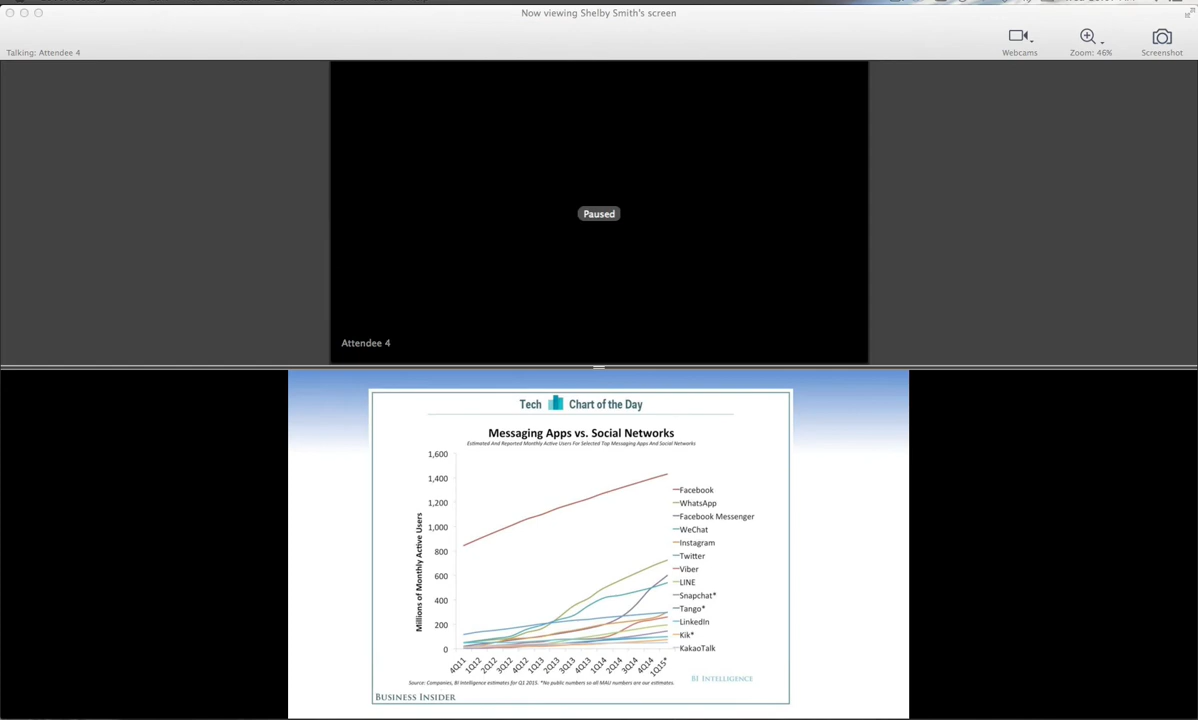 Now viewing Shelby Smith's screen
Talking: Attendee 4
Webcams
Zoom: 46%
Screenshot
Paused
Attendee 4
Tech Chart of the Day
Messaging Apps vs. Social Networks
Estimated And Reported Monthly Active Users For Selected Top Messaging Apps And Social Networks
Millions of Monthly Active Users
1,600
1,400
1,200
1,000
800
600
400
200
0
4Q11
1Q12
2Q12
3Q12
4Q12
1Q13
2Q13
3Q13
4Q13
1Q14
2Q14
3Q14
4Q14
1Q15*
Facebook
WhatsApp
Facebook Messenger
WeChat
Instagram
Twitter
Viber
LINE
Snapchat*
Tango*
LinkedIn
Kik*
KakaoTalk
Source: Companies, BI Intelligence estimates for Q1 2015. *No public numbers so all MAU numbers are our estimates.
BI INTELLIGENCE
BUSINESS INSIDER